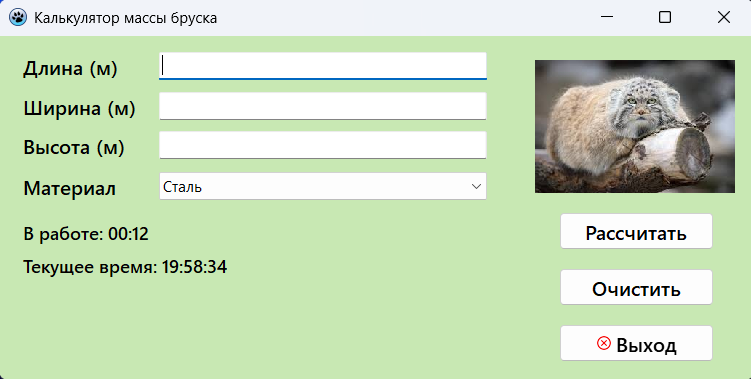 Калькулятор массы бруска
Длина (м)
Ширина (м)
Высота (м)
Материал
Сталь
В работе: 00:12
Текущее время: 19:58:34
Рассчитать
Очистить
Выход